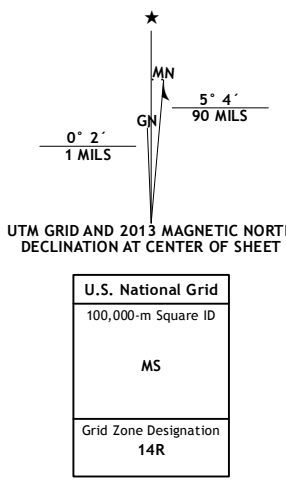 ★
MN
5° 4´
90 MILS
GN
0° 2´
1 MILS
UTM GRID AND 2013 MAGNETIC NORTH
DECLINATION AT CENTER OF SHEET
U.S. National Grid
100,000-m Square ID
MS
Grid Zone Designation
14R